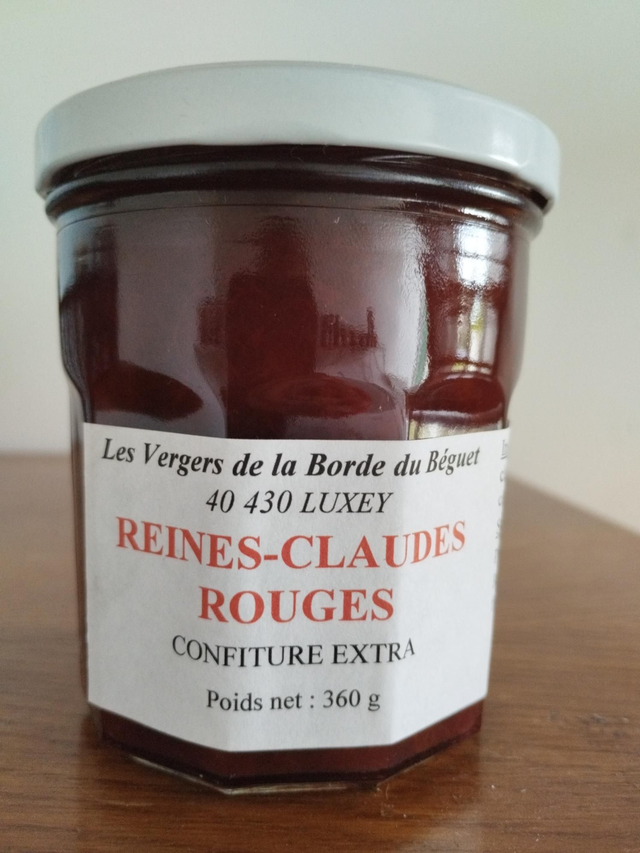 Les Vergers de la Borde du Béguet
40 430 LUXEY
REINES-CLAUDES
ROUGES
CONFITURE EXTRA
Poids net : 360 g